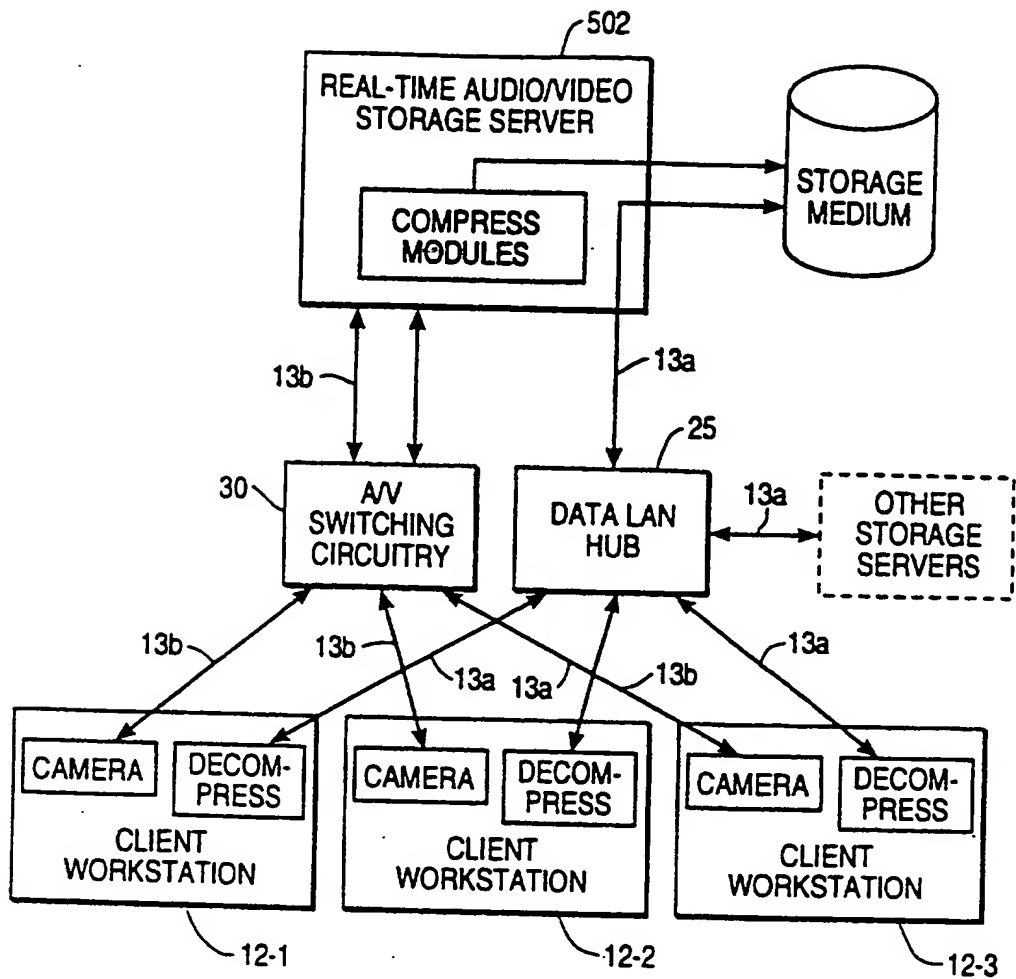 502
REAL-TIME AUDIO/VIDEO
STORAGE SERVER
COMPRESS
MODULES
STORAGE
MEDIUM
13b
13a
25
30
A/V
SWITCHING
CIRCUITRY
DATA LAN
HUB
13a
OTHER
STORAGE
SERVERS
13b
13b
13a
13a
13b
13a
CAMERA
DECOM-
PRESS
CLIENT
WORKSTATION
CAMERA
DECOM-
PRESS
CLIENT
WORKSTATION
CAMERA
DECOM-
PRESS
CLIENT
WORKSTATION
12-1
12-2
12-3